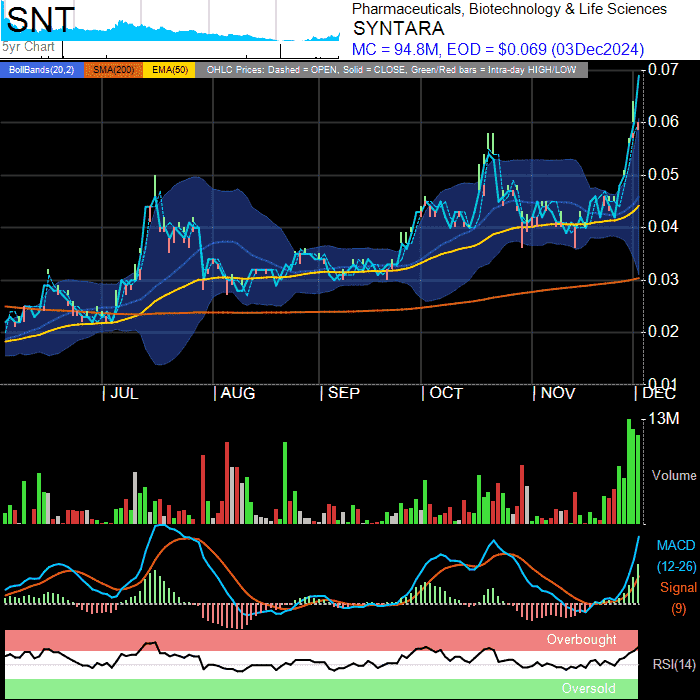 SNT
5yr Chart
Pharmaceuticals, Biotechnology & Life Sciences
SYNTARA
MC = 94.8M, EOD = $0.069 (03Dec2024)
BollBands(20,2) SMA(200) EMA(50) OHLC Prices: Dashed = OPEN, Solid = CLOSE, Green/Red bars = Intra-day HIGH/LOW
0.07
0.06
0.05
0.04
0.03
0.02
0.01
JUL AUG SEP OCT NOV DEC
13M
Volume
MACD
(12-26)
Signal
(9)
Overbought
RSI(14)
Oversold